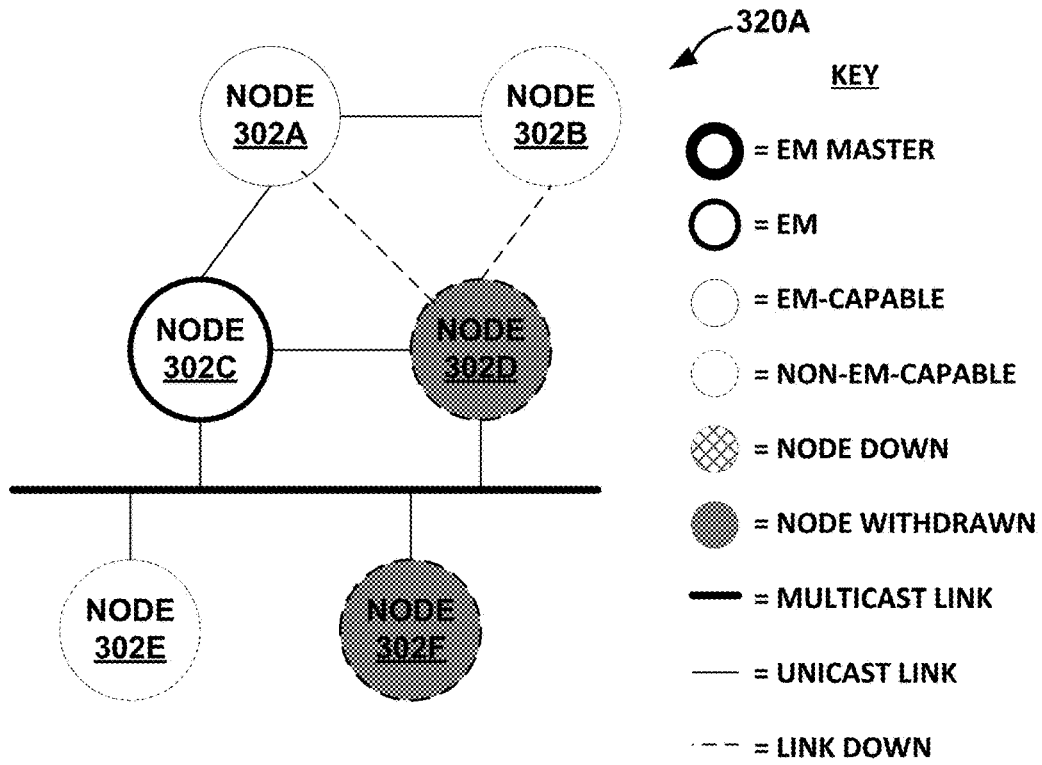 320A
KEY
NODE
302A
NODE
302B
NODE
302C
NODE
302D
NODE
302E
NODE
302F
= EM MASTER
= EM
= EM-CAPABLE
= NON-EM-CAPABLE
= NODE DOWN
= NODE WITHDRAWN
= MULTICAST LINK
= UNICAST LINK
= LINK DOWN